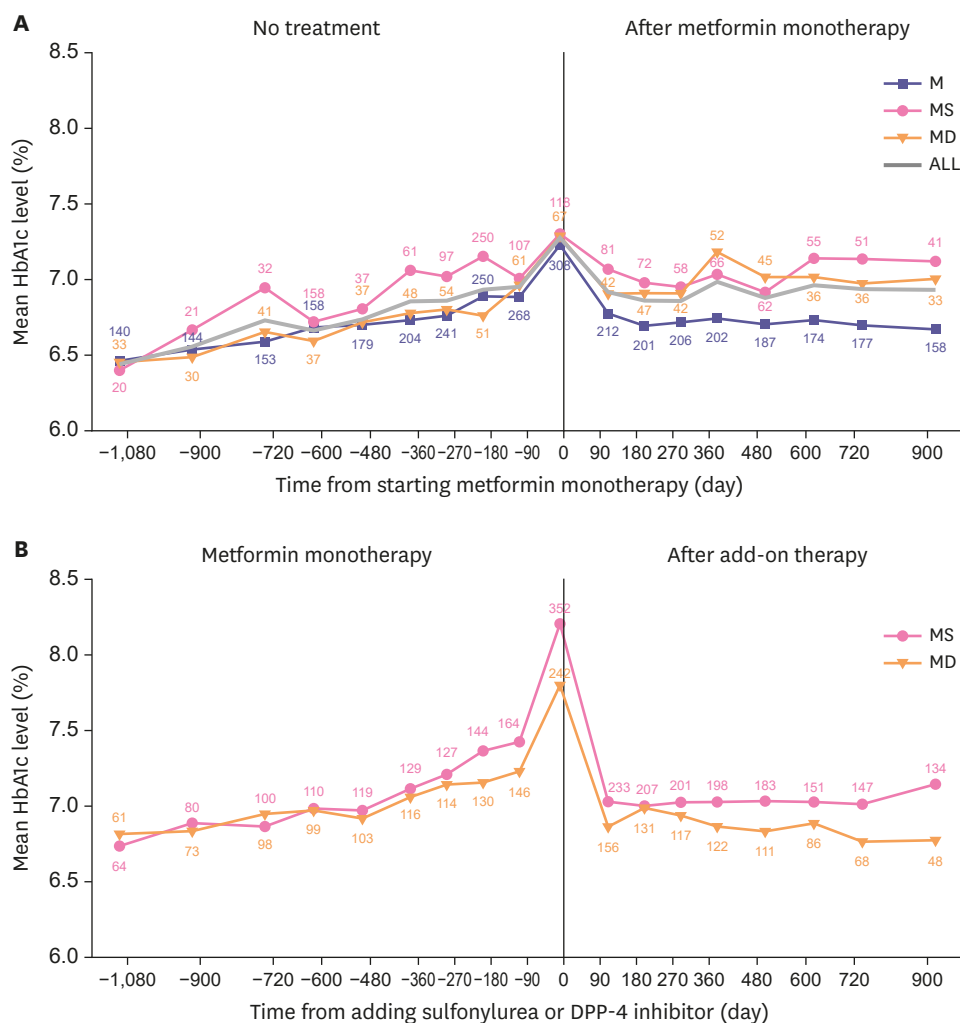 A
No treatment
After metformin monotherapy
Mean HbA1c level (%)
8.5
8.0
7.5
7.0
6.5
6.0
M
MS
MD
ALL
140 144 153 158 179 204 241 250 268 308 212 201 206 202 187 174 177 158
20 21 32 158 37 61 97 250 107 118 81 72 58 66 62 55 51 41
33 30 41 37 37 48 54 51 61 67 42 47 42 52 45 36 36 33
−1,080 −900 −720 −600 −480 −360 −270 −180 −90 0 90 180 270 360 480 600 720 900
Time from starting metformin monotherapy (day)
B
Metformin monotherapy
After add-on therapy
Mean HbA1c level (%)
8.5
8.0
7.5
7.0
6.5
6.0
MS
MD
64 80 100 110 119 129 127 144 164 352 233 207 201 198 183 151 147 134
61 73 98 99 103 116 114 130 146 242 156 131 117 122 111 86 68 48
−1,080 −900 −720 −600 −480 −360 −270 −180 −90 0 90 180 270 360 480 600 720 900
Time from adding sulfonylurea or DPP-4 inhibitor (day)